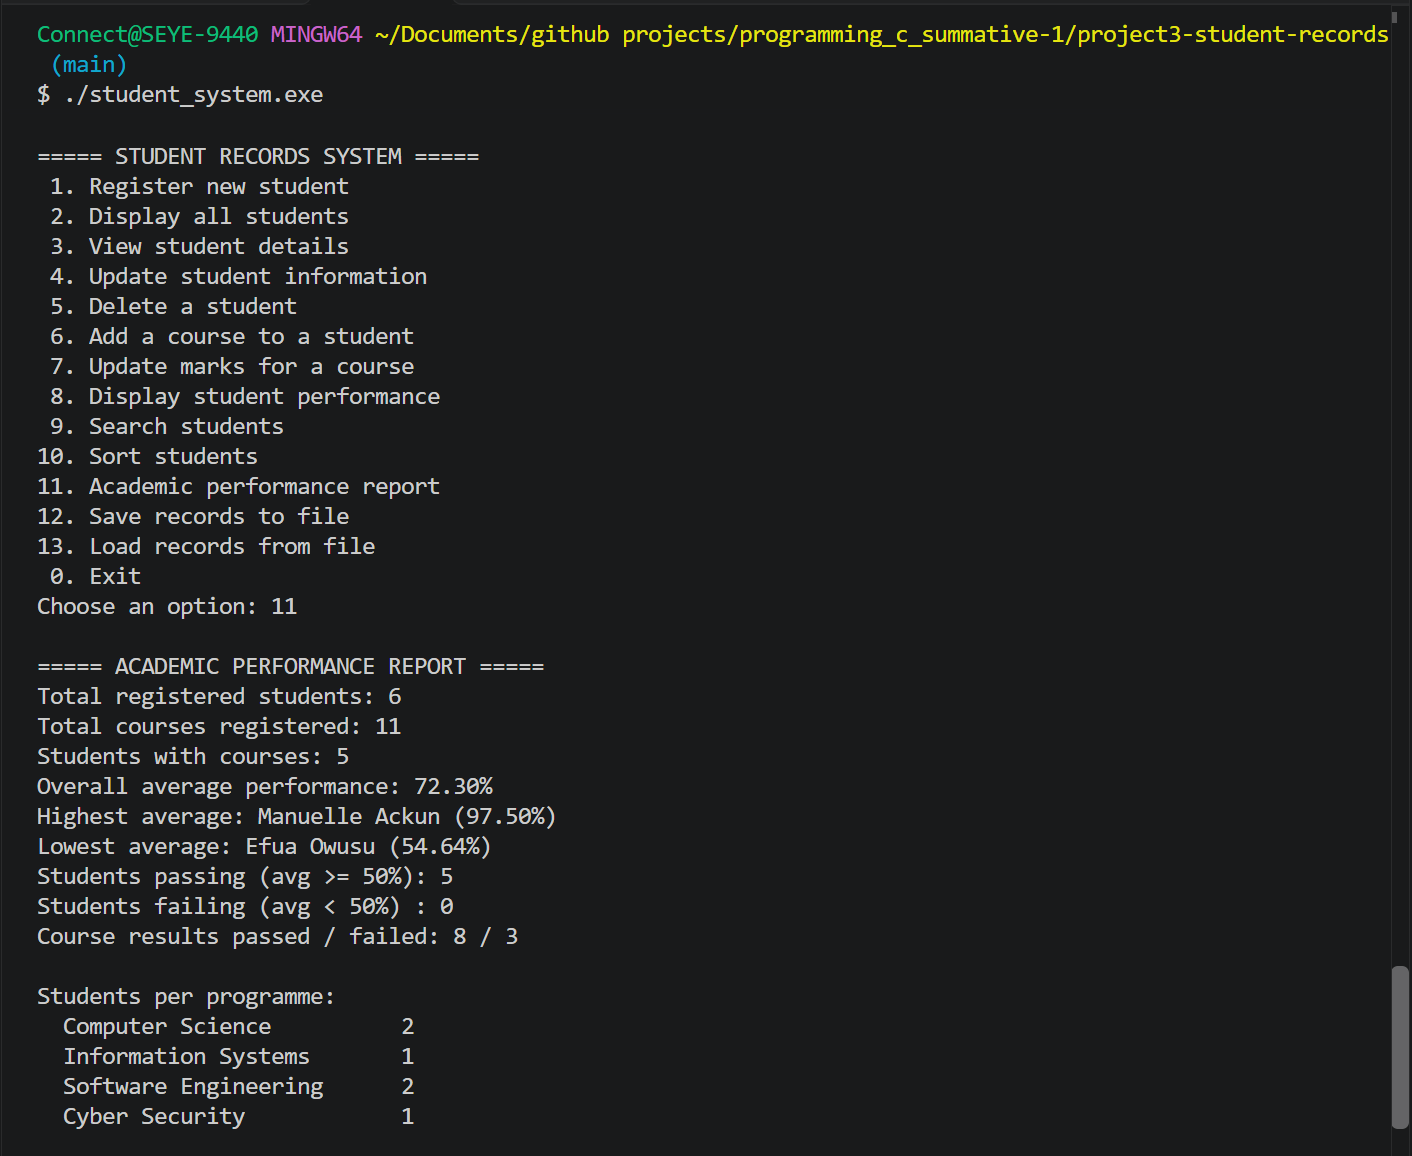 Connect@SEYE-9440 MINGW64 ~/Documents/github projects/programming_c_summative-1/project3-student-records
(main)
$ ./student_system.exe

===== STUDENT RECORDS SYSTEM =====
 1. Register new student
 2. Display all students
 3. View student details
 4. Update student information
 5. Delete a student
 6. Add a course to a student
 7. Update marks for a course
 8. Display student performance
 9. Search students
10. Sort students
11. Academic performance report
12. Save records to file
13. Load records from file
 0. Exit
Choose an option: 11

===== ACADEMIC PERFORMANCE REPORT =====
Total registered students: 6
Total courses registered: 11
Students with courses: 5
Overall average performance: 72.30%
Highest average: Manuelle Ackun (97.50%)
Lowest average: Efua Owusu (54.64%)
Students passing (avg >= 50%): 5
Students failing (avg < 50%) : 0
Course results passed / failed: 8 / 3

Students per programme:
  Computer Science          2
  Information Systems       1
  Software Engineering      2
  Cyber Security            1